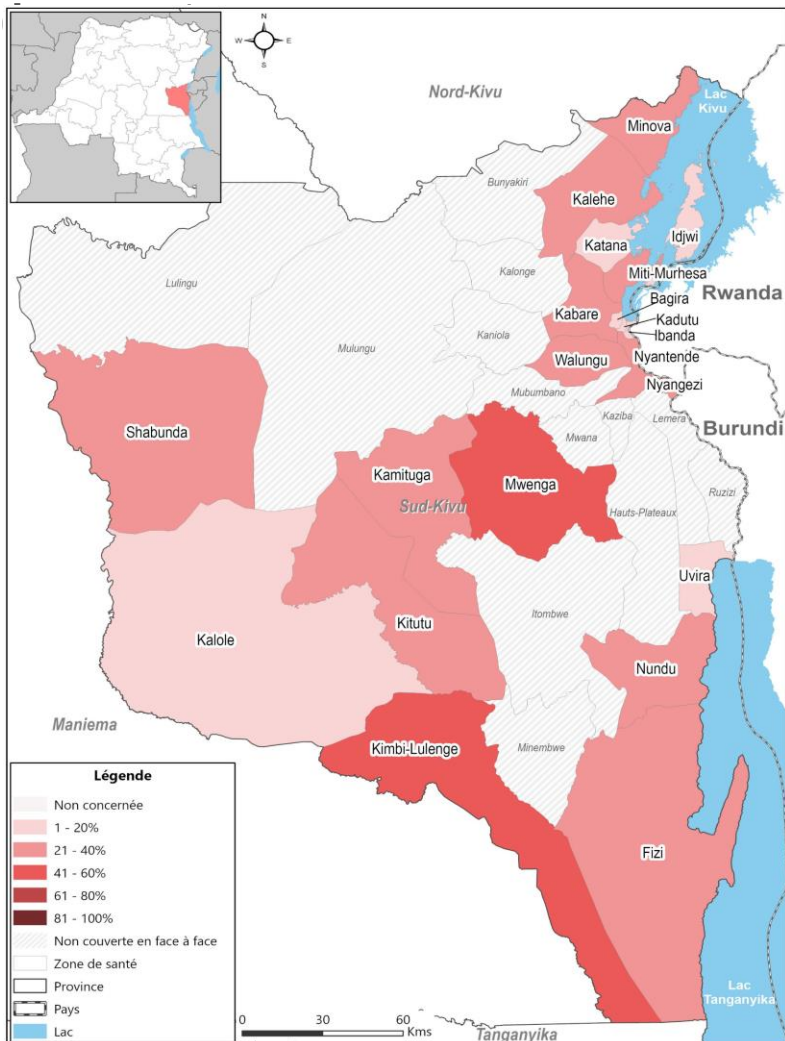 N
W E
S
Nord-Kivu
Lac
Kivu
Minova
Bunyakiri
Kalehe
Idjwi
Katana
Lulingu
Kalonge
Miti-Murhesa
Rwanda
Bagira
Kabare
Kadutu
Ibanda
Kaniola
Mulungu
Walungu
Nyantende
Nyangezi
Mubumbano
Kaziba
Lemera
Burundi
Shabunda
Mwana
Kamituga
Mwenga
Ruzizi
Sud-Kivu
Hauts-Plateaux
Uvira
Itombwe
Kitutu
Kalole
Nundu
Maniema
Kimbi-Lulenge
Minembwe
Fizi
Légende
Non concernée
1 - 20%
21 - 40%
41 - 60%
61 - 80%
81 - 100%
Non couverte en face à face
Zone de santé
Province
Pays
Lac
0 30 60
Kms
Lac
Tanganyika
Tanganyika